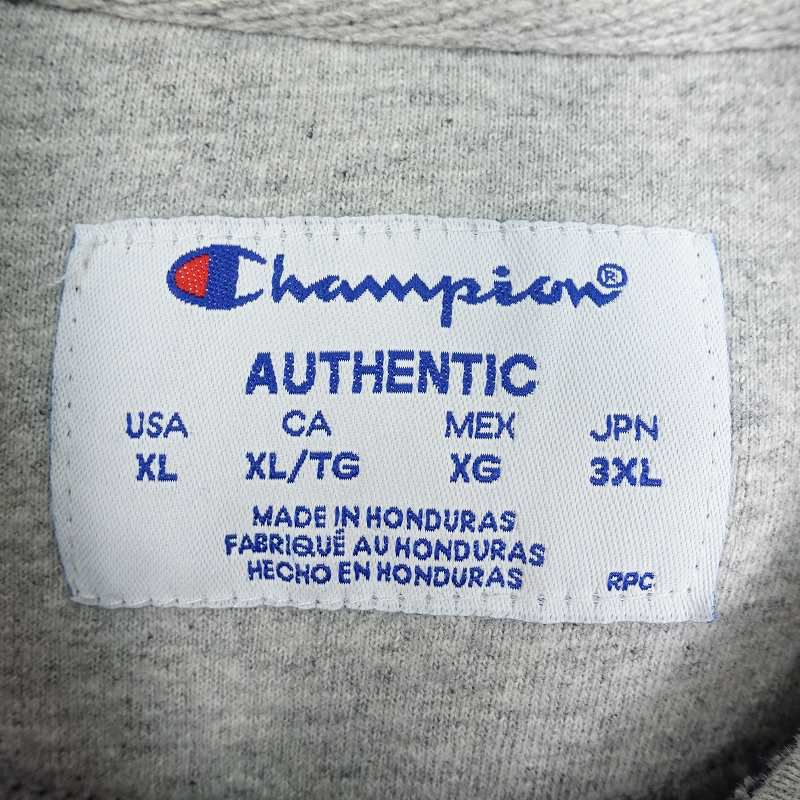 Champion®
AUTHENTIC
USA CA MEX JPN
XL XL/TG XG 3XL
MADE IN HONDURAS
FABRIQUÉ AU HONDURAS
HECHO EN HONDURAS RPC